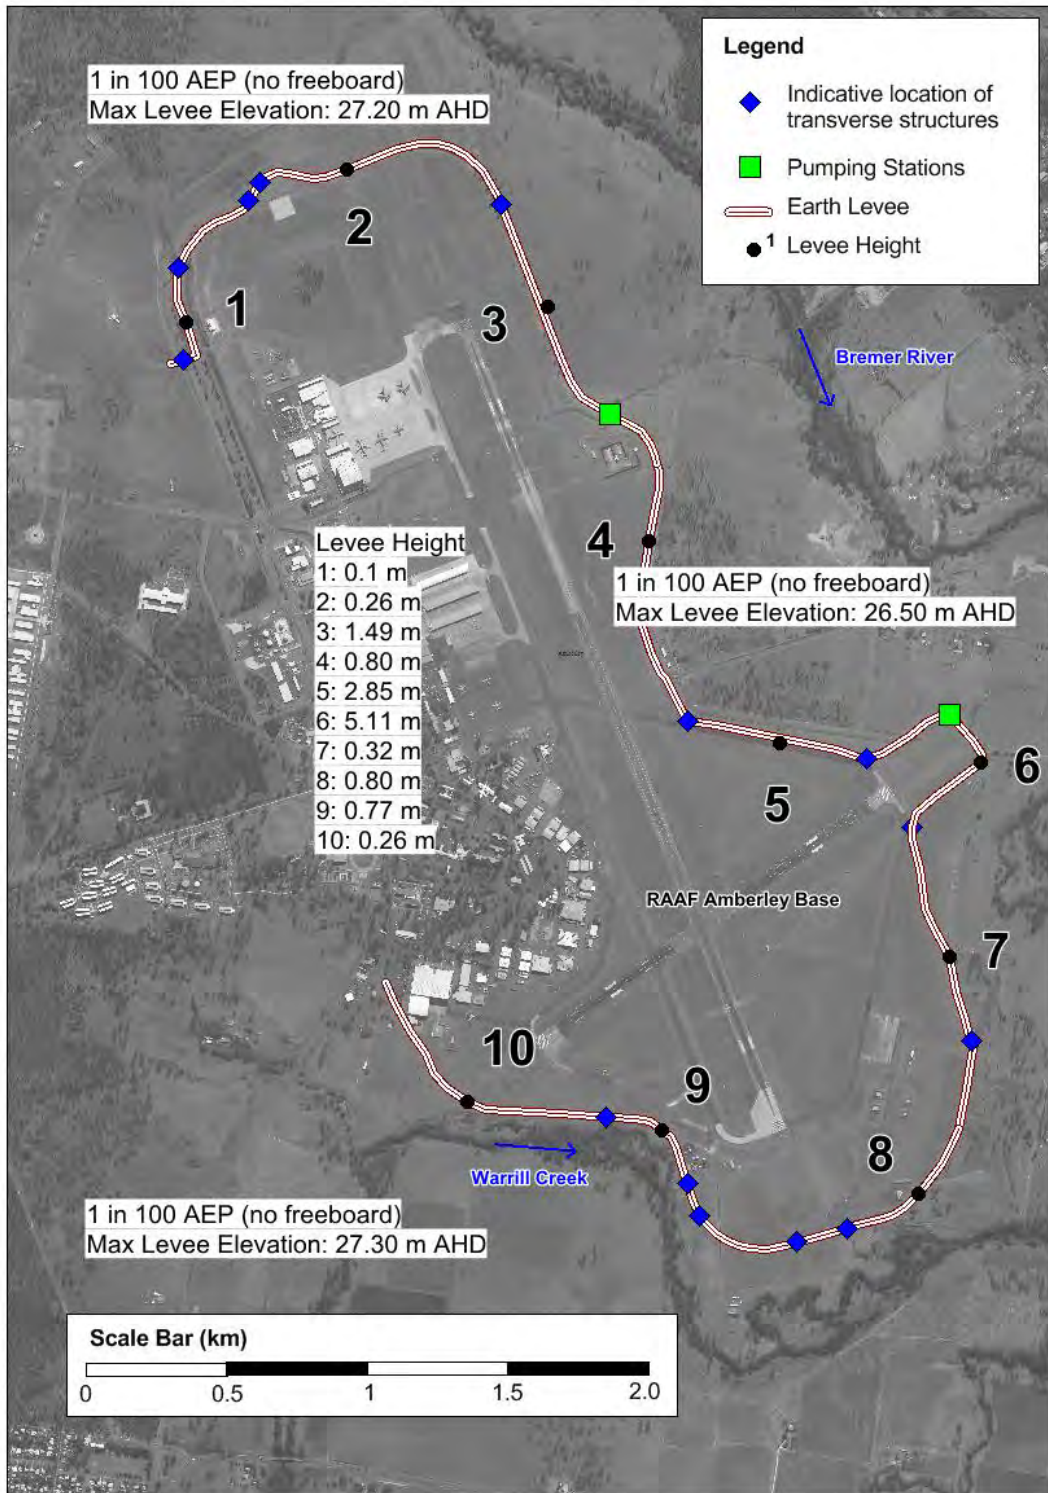 1 in 100 AEP (no freeboard)
Max Levee Elevation: 27.20 m AHD
Legend
Indicative location of
transverse structures
Pumping Stations
Earth Levee
1 Levee Height
2
1
3
Bremer River
4
Levee Height
1: 0.1 m
2: 0.26 m
3: 1.49 m
4: 0.80 m
5: 2.85 m
6: 5.11 m
7: 0.32 m
8: 0.80 m
9: 0.77 m
10: 0.26 m
1 in 100 AEP (no freeboard)
Max Levee Elevation: 26.50 m AHD
6
5
RAAF Amberley Base
7
10
9
8
Warrill Creek
1 in 100 AEP (no freeboard)
Max Levee Elevation: 27.30 m AHD
Scale Bar (km)
0 0.5 1 1.5 2.0